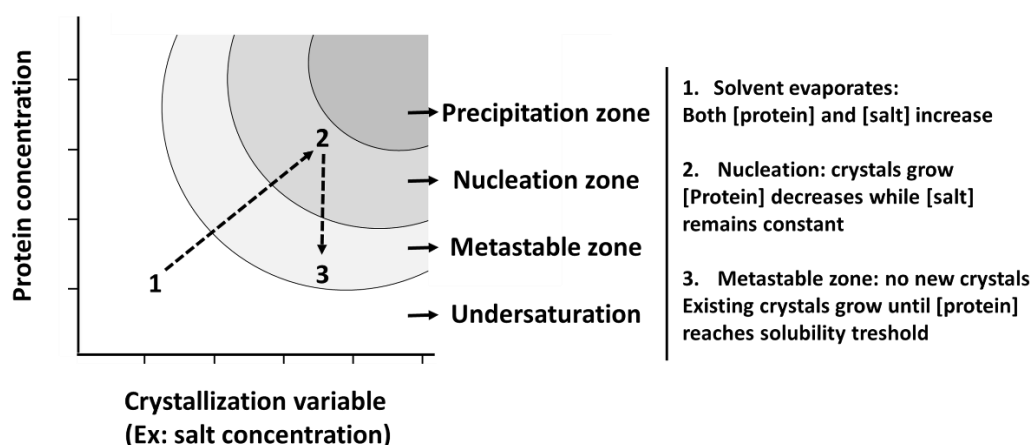 Protein concentration
1
2
3
Precipitation zone
Nucleation zone
Metastable zone
Undersaturation
Crystallization variable
(Ex: salt concentration)
1. Solvent evaporates:
Both [protein] and [salt] increase
2. Nucleation: crystals grow
[Protein] decreases while [salt]
remains constant
3. Metastable zone: no new crystals
Existing crystals grow until [protein]
reaches solubility treshold